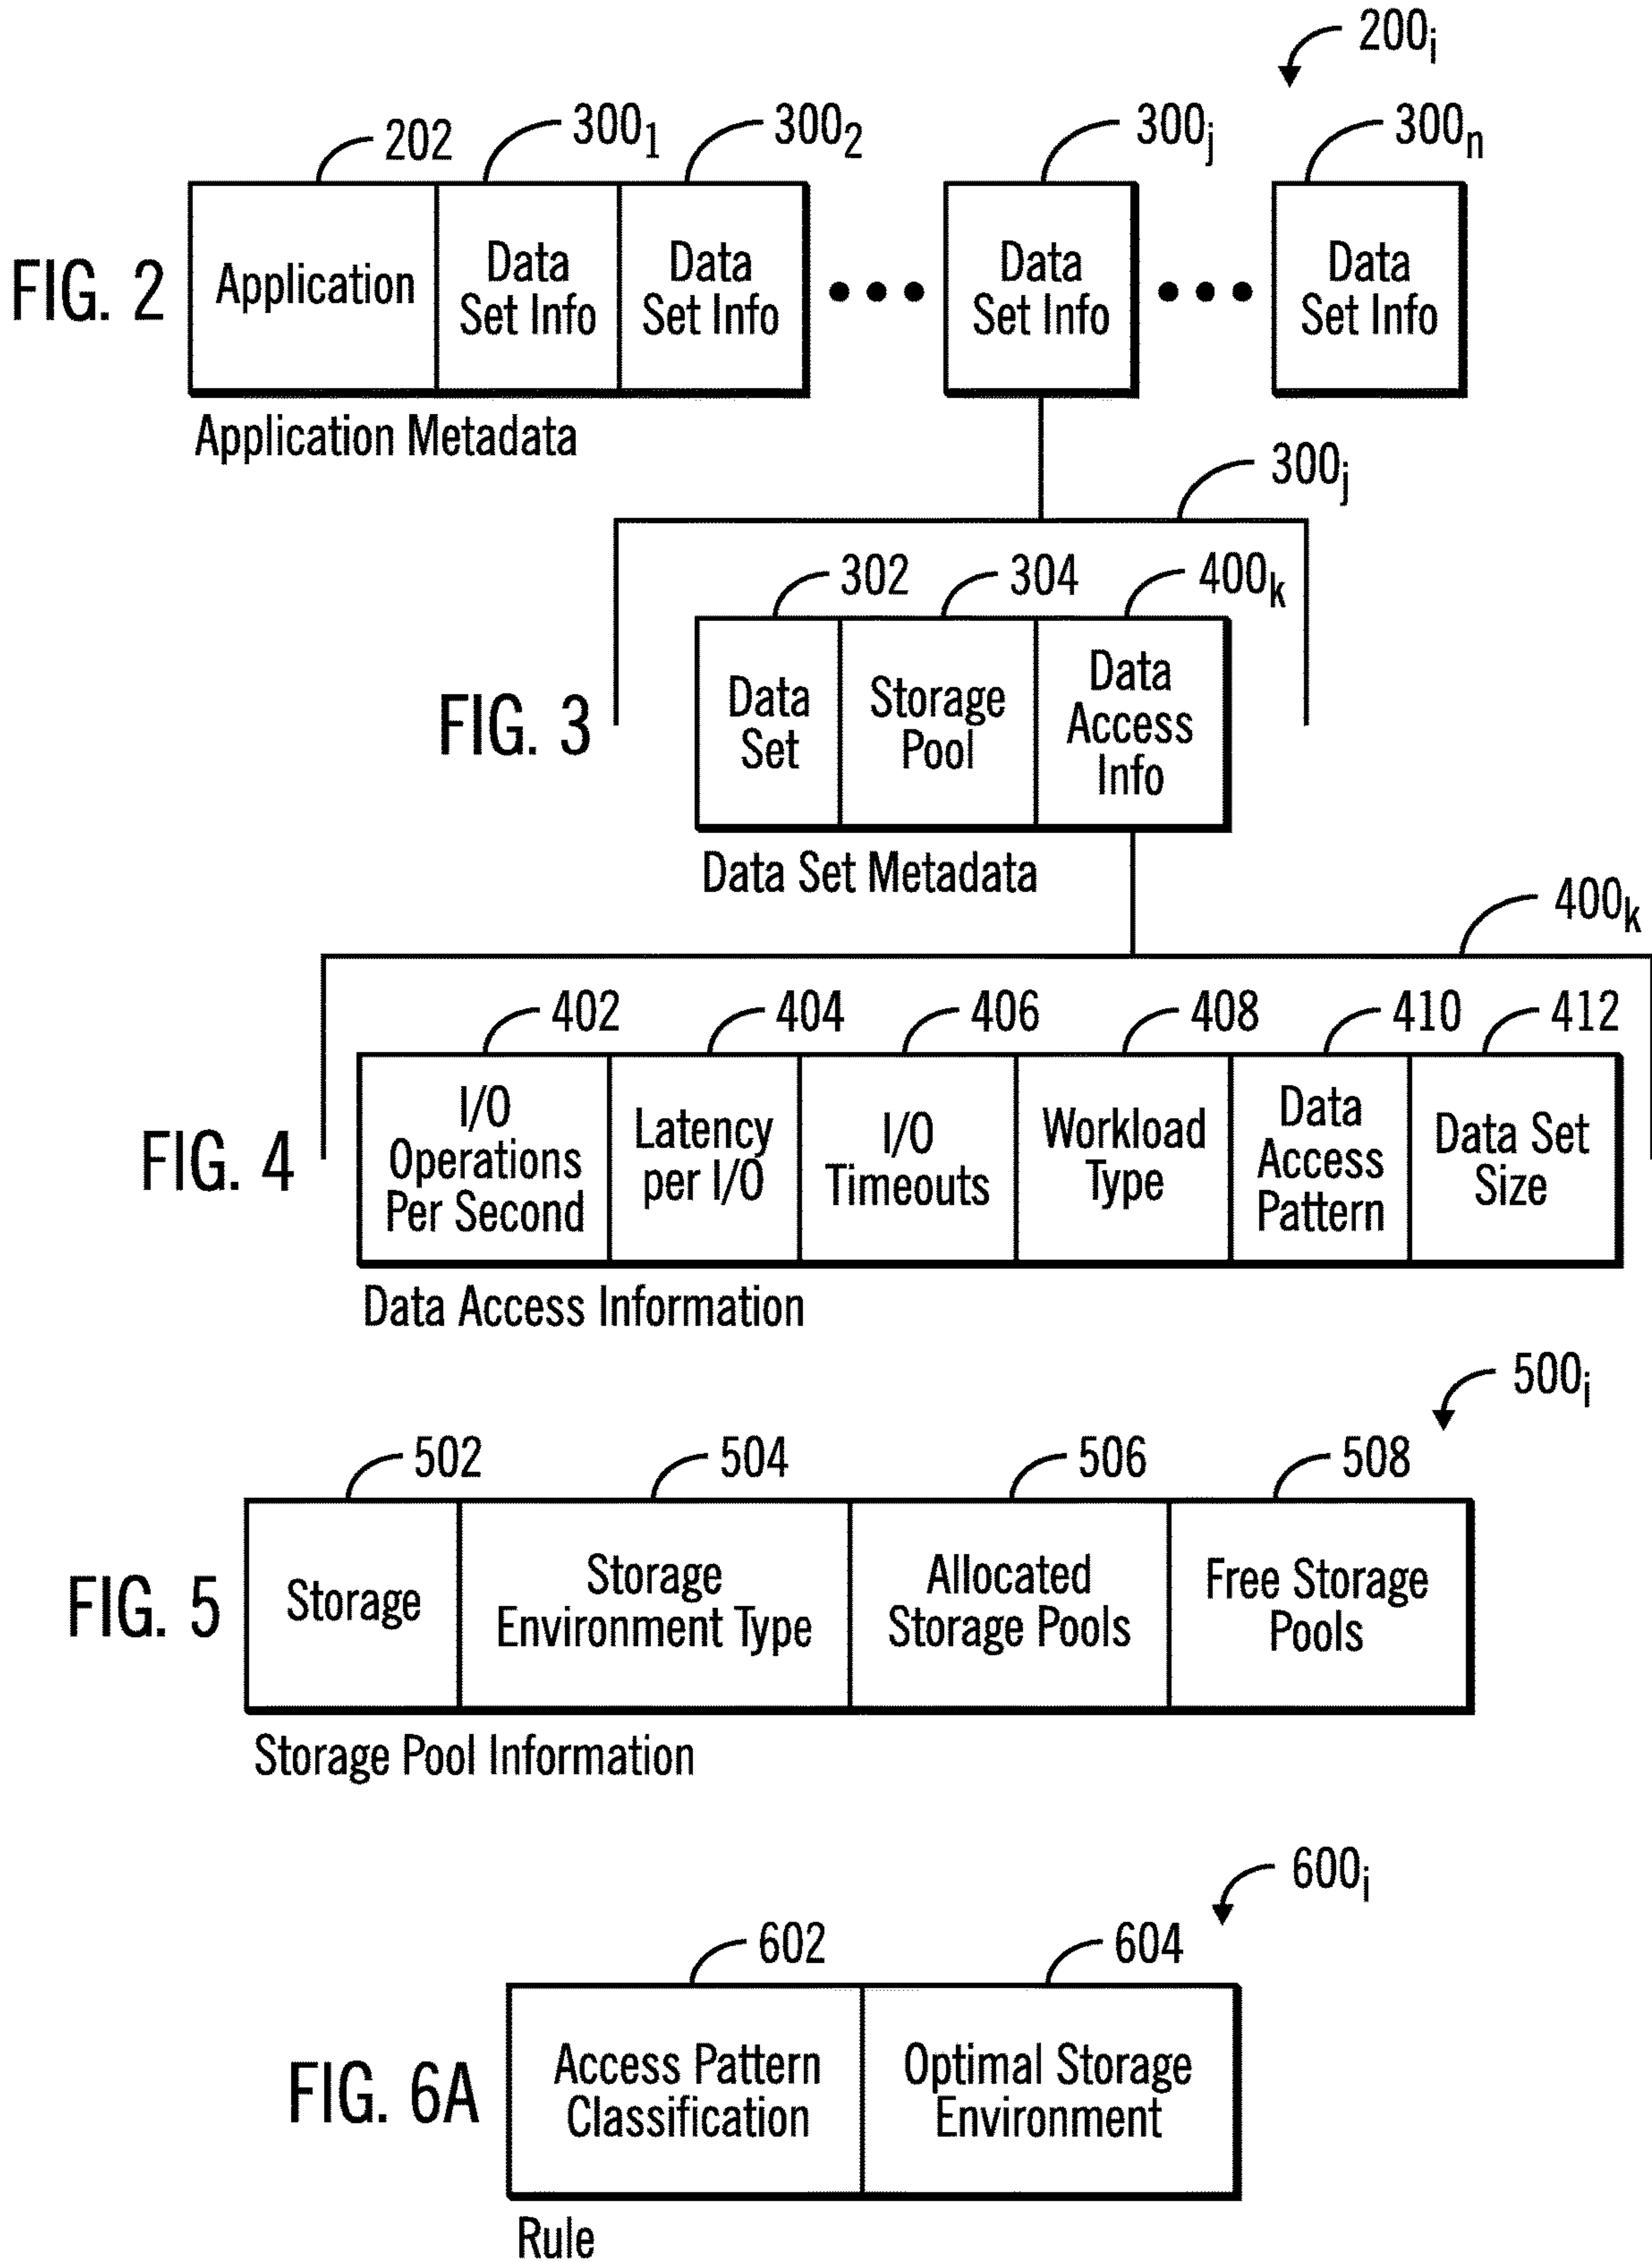 200i
202
3001
3002
300j
300n
FIG. 2
Application
Data
Set Info
Data
Set Info
Data
Set Info
Data
Set Info
Application Metadata
300j
302
304
400k
FIG. 3
Data
Set
Storage
Pool
Data
Access
Info
Data Set Metadata
400k
402
404
406
408
410
412
FIG. 4
I/O
Operations
Per Second
Latency
per I/O
I/O
Timeouts
Workload
Type
Data
Access
Pattern
Data Set
Size
Data Access Information
500i
502
504
506
508
FIG. 5
Storage
Storage
Environment Type
Allocated
Storage Pools
Free Storage
Pools
Storage Pool Information
600i
602
604
FIG. 6A
Access Pattern
Classification
Optimal Storage
Environment
Rule